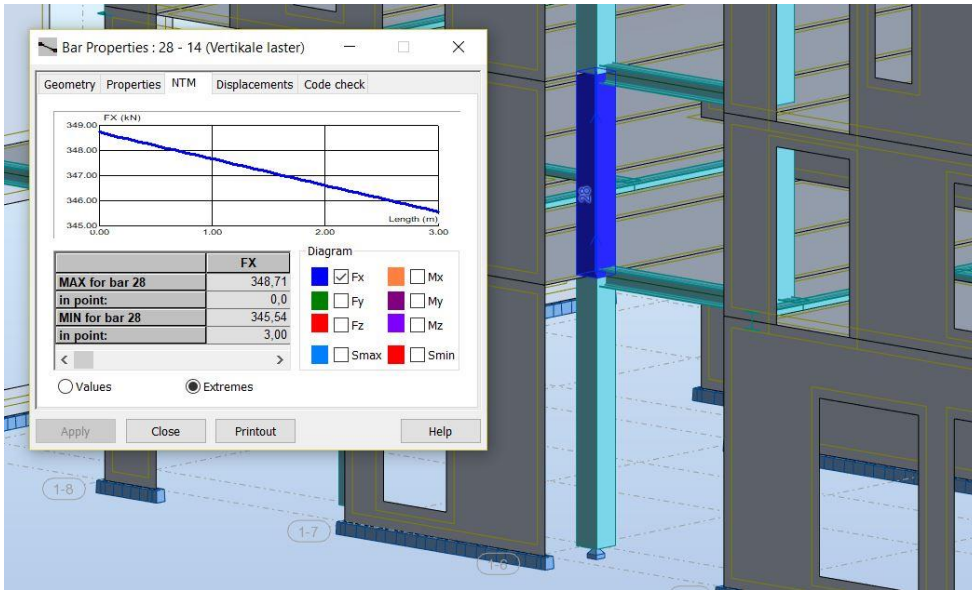 Bar Properties : 28 - 14 (Vertikale laster)
Geometry Properties NTM Displacements Code check
FX (kN)
349.00
348.00
347.00
346.00
345.00
Length (m)
0.00 1.00 2.00 3.00
FX
MAX for bar 28 348,71
in point: 0,0
MIN for bar 28 345,54
in point: 3,00
Diagram
Fx Mx
Fy My
Fz Mz
Smax Smin
Values Extremes
Apply Close Printout Help
28
1-8
1-7
1-6